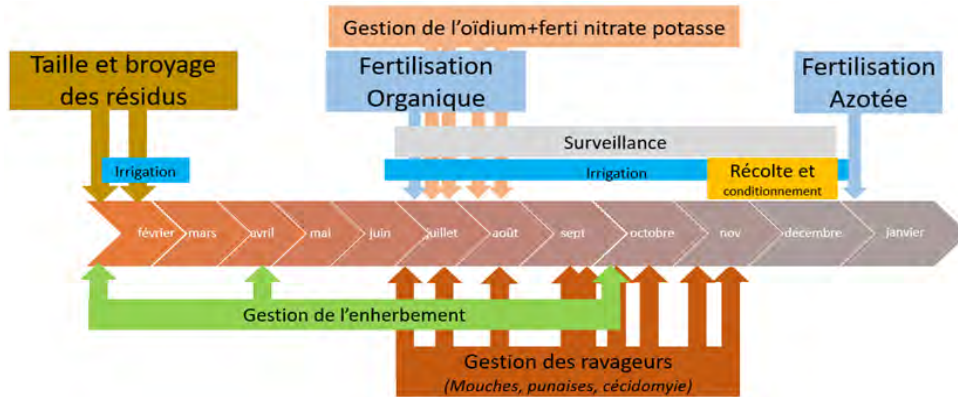 Gestion de l'oïdium+ferti nitrate potasse
Taille et broyage
des résidus
Fertilisation
Organique
Fertilisation
Azotée
Surveillance
Irrigation
Irrigation
Récolte et
conditionnement
février
mars
avril
mai
juin
juillet
août
sept
octobre
nov
décembre
janvier
Gestion de l'enherbement
Gestion des ravageurs
(Mouches, punaises, cécidomyie)